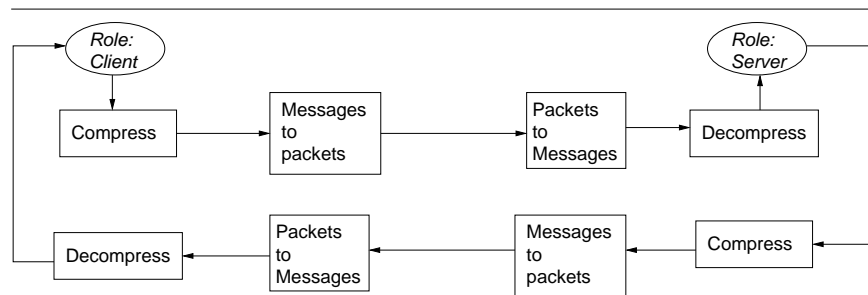 Role:
Client
Role:
Server
Compress
Messages
to
packets
Packets
to
Messages
Decompress
Decompress
Packets
to
Messages
Messages
to
packets
Compress